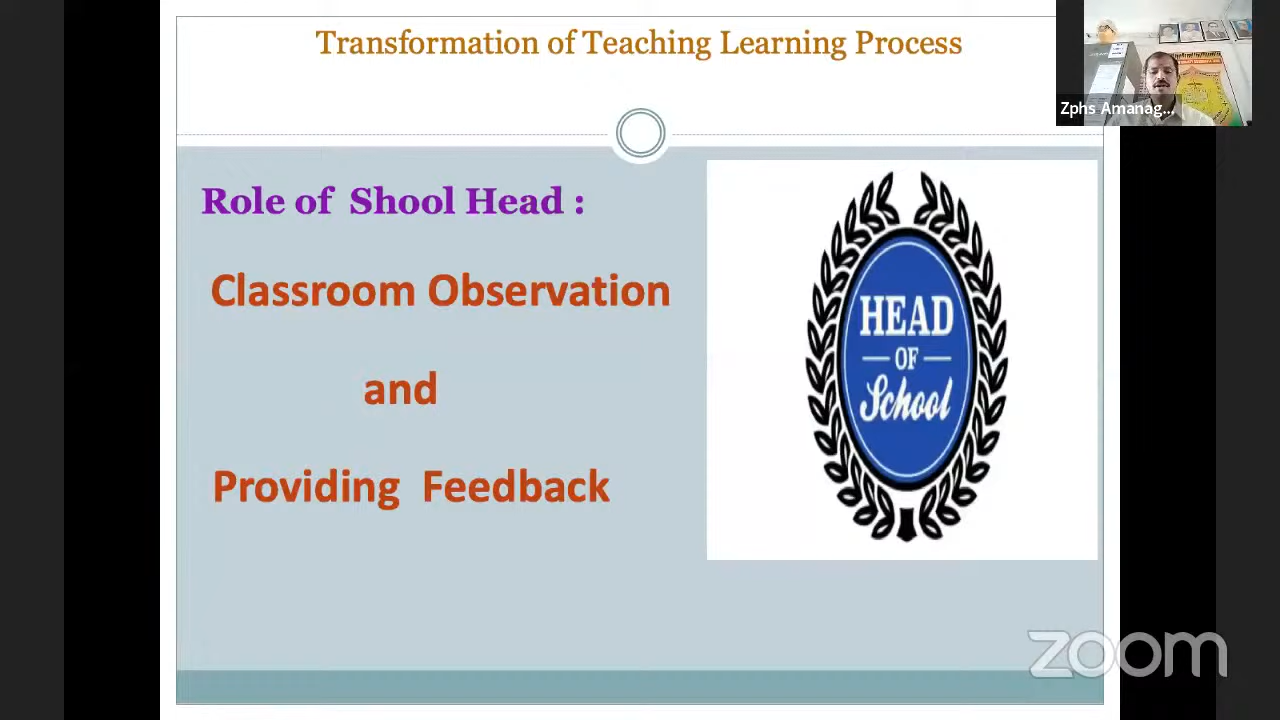 Transformation of Teaching Learning Process
Zphs Amanag...
Role of Shool Head :
Classroom Observation
and
Providing Feedback
HEAD
OF
School
zoom